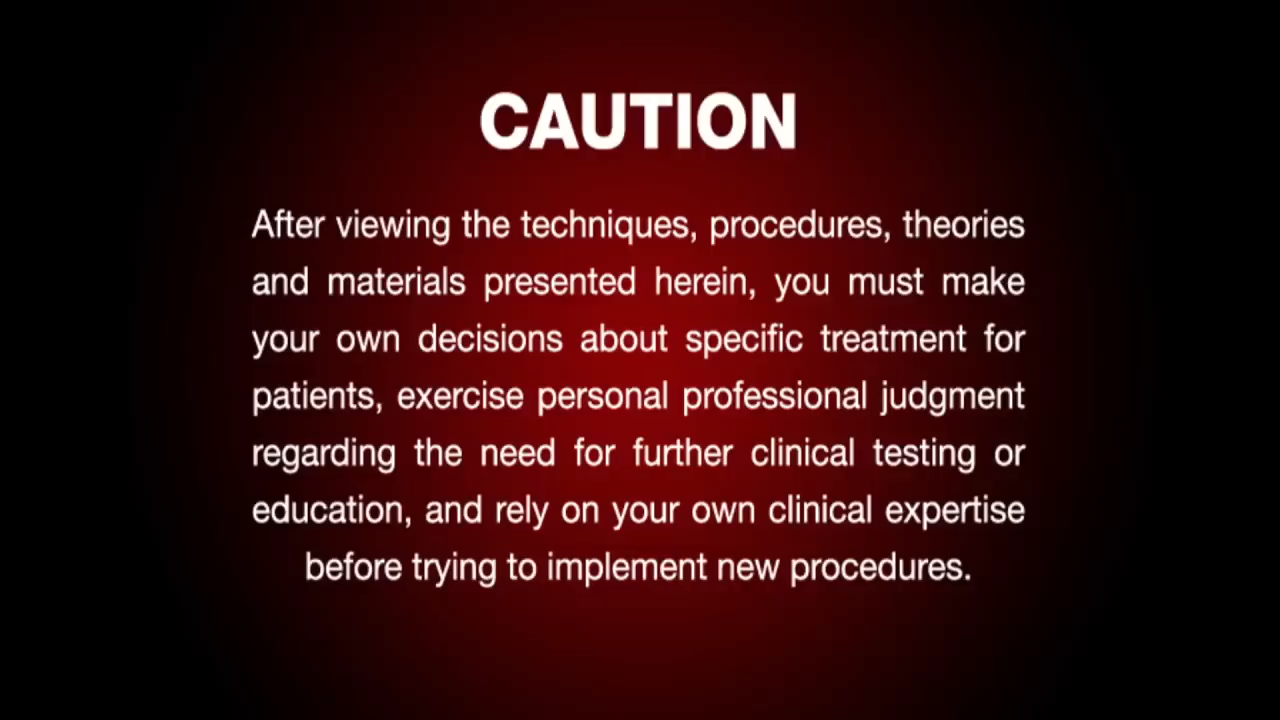 CAUTION
After viewing the techniques, procedures, theories
and materials presented herein, you must make
your own decisions about specific treatment for
patients, exercise personal professional judgment
regarding the need for further clinical testing or
education, and rely on your own clinical expertise
before trying to implement new procedures.